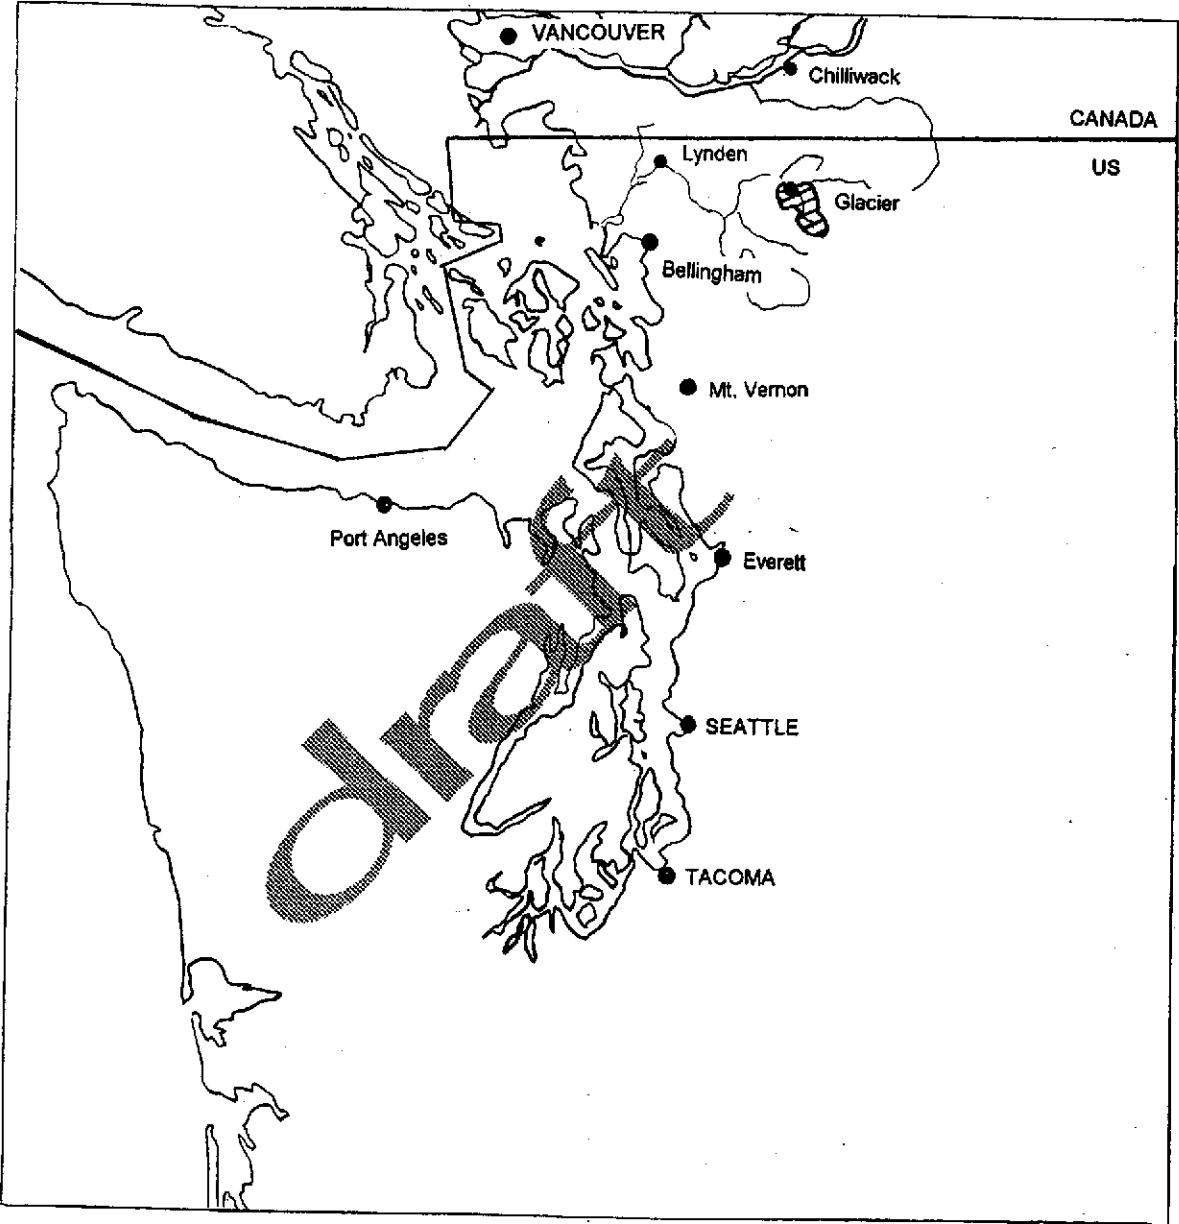 VANCOUVER
Chilliwack
CANADA
Lynden
US
Glacier
Bellingham
Mt. Vernon
Port Angeles
Everett
draft
SEATTLE
TACOMA